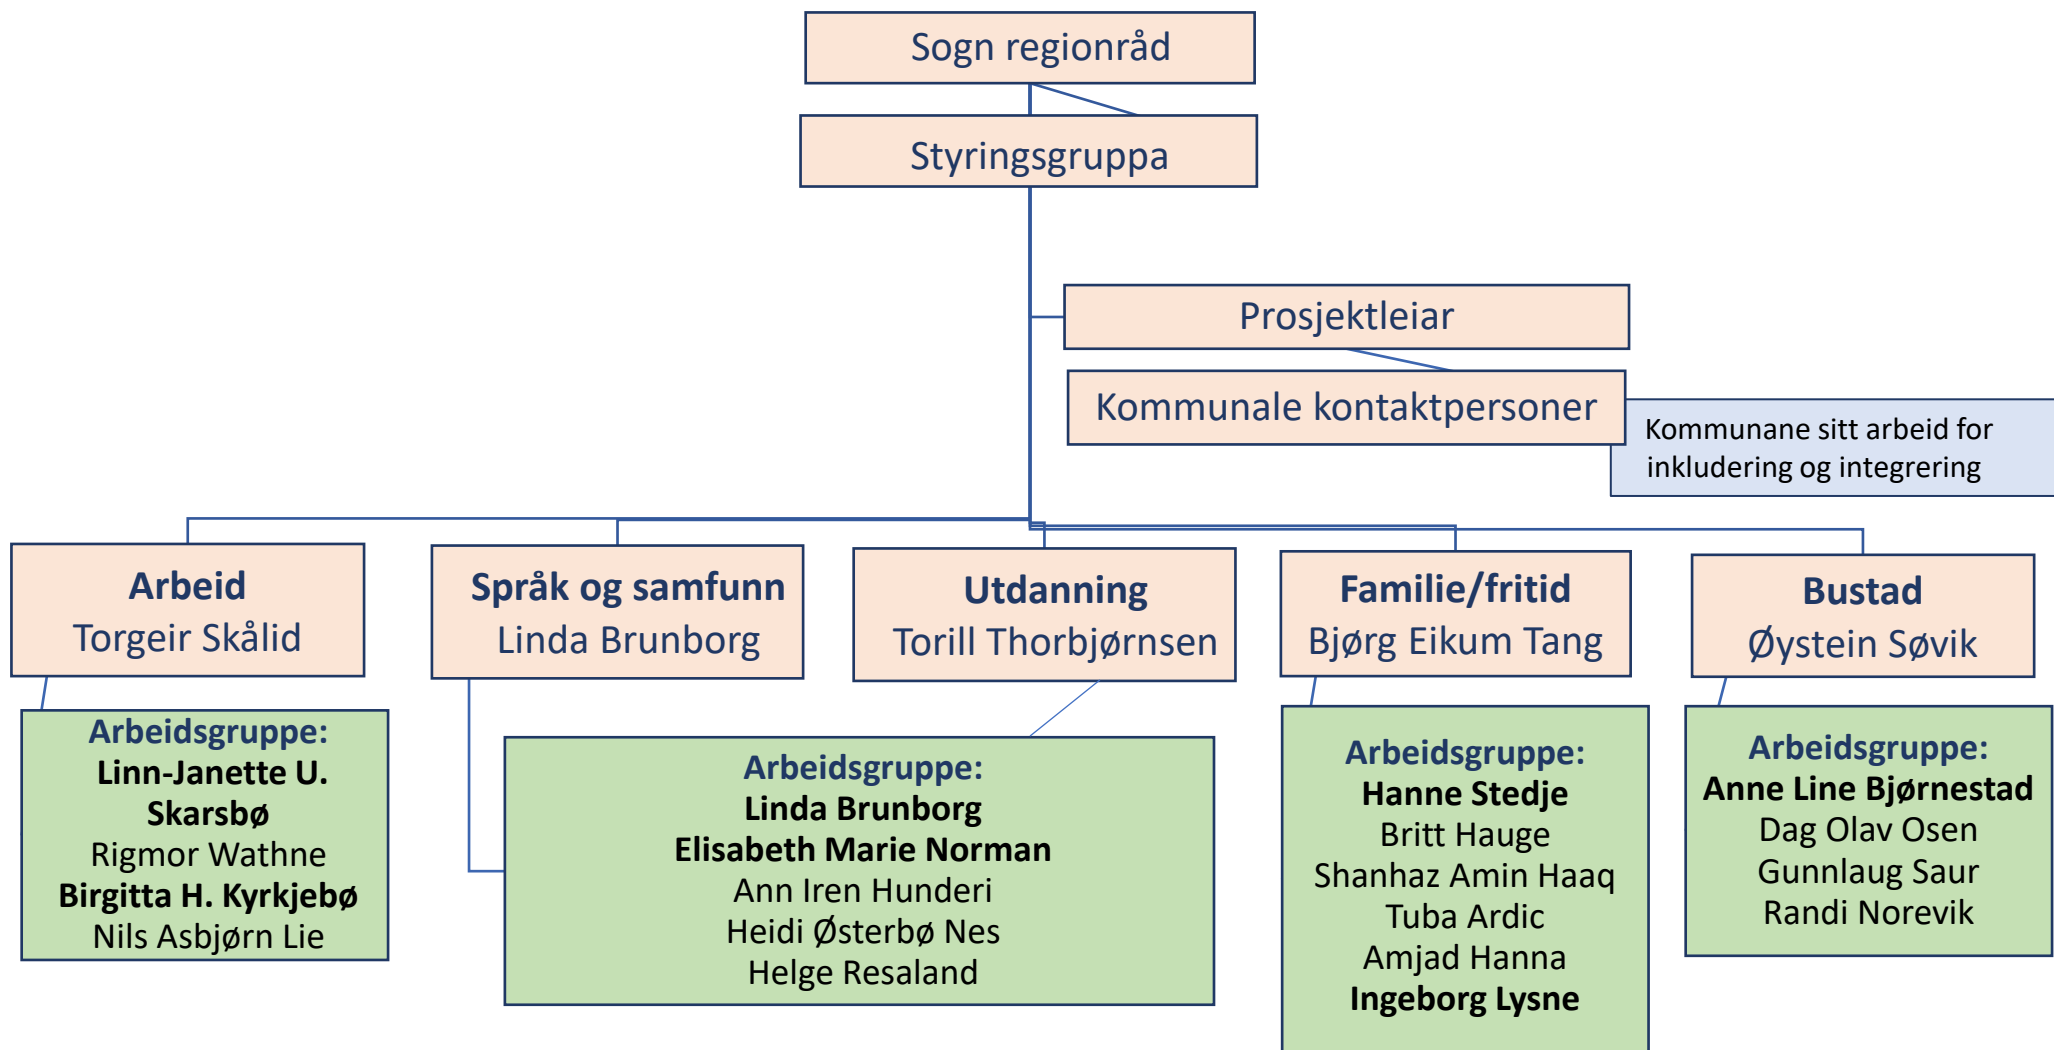 Sogn regionråd
Styringsgruppa
Prosjektleiar
Kommunale kontaktpersoner
Kommunane sitt arbeid for
inkludering og integrering
Arbeid
Torgeir Skålid
Språk og samfunn
Linda Brunborg
Utdanning
Torill Thorbjørnsen
Familie/fritid
Bjørg Eikum Tang
Bustad
Øystein Søvik
Arbeidsgruppe:
Linn-Janette U.
Skarsbø
Rigmor Wathne
Birgitta H. Kyrkjebø
Nils Asbjørn Lie
Arbeidsgruppe:
Linda Brunborg
Elisabeth Marie Norman
Ann Iren Hunderi
Heidi Østerbø Nes
Helge Resaland
Arbeidsgruppe:
Hanne Stedje
Britt Hauge
Shanhaz Amin Haaq
Tuba Ardic
Amjad Hanna
Ingeborg Lysne
Arbeidsgruppe:
Anne Line Bjørnestad
Dag Olav Osen
Gunnlaug Saur
Randi Norevik